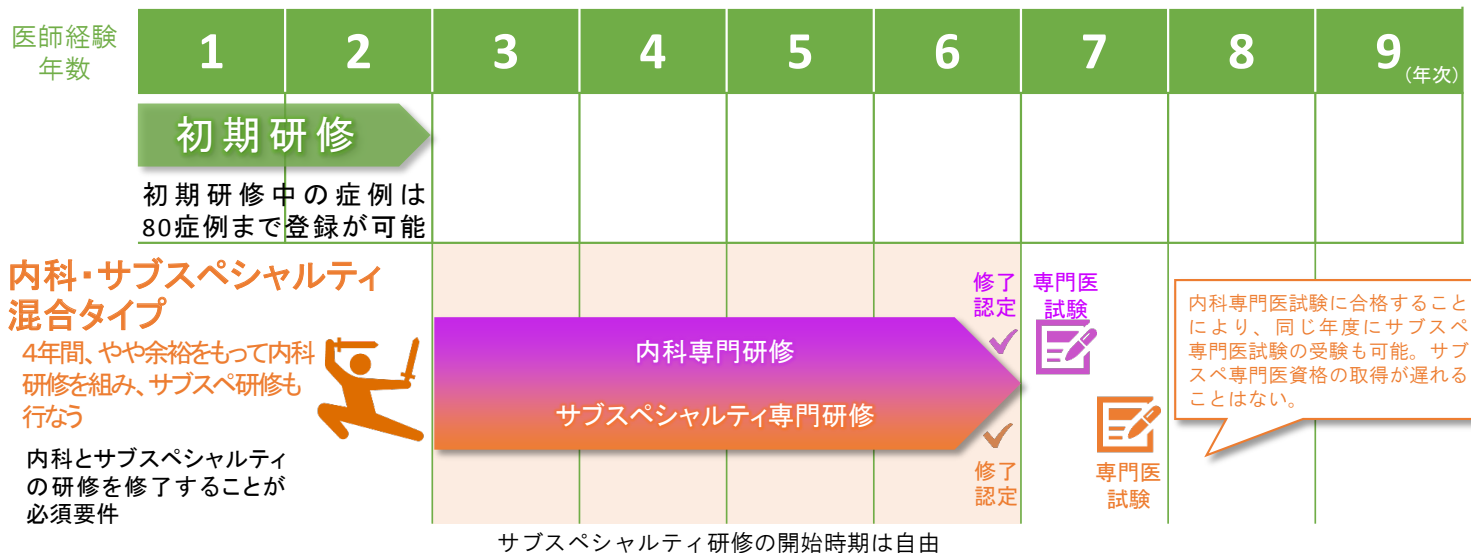 医師経験
年数
1 2 3 4 5 6 7 8 9(年次)
初期研修
初期研修中の症例は
80症例まで登録が可能
内科・サブスペシャルティ
混合タイプ
4年間、やや余裕をもって内科
研修を組み、サブスペ研修も
行なう
内科とサブスペシャルティ
の研修を修了することが
必須要件
内科専門研修
サブスペシャルティ専門研修
修了
認定
専門医
試験
修了
認定
専門医
試験
内科専門医試験に合格すること
により、同じ年度にサブスペ
専門医試験の受験も可能。サブ
スペ専門医資格の取得が遅れる
ことはない。
サブスペシャルティ研修の開始時期は自由